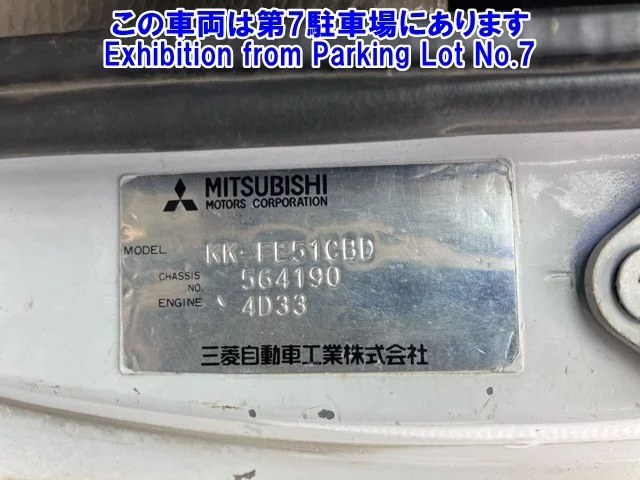 この車両は第7駐車場にあります
Exhibition from Parking Lot No.7
MITSUBISHI
MOTORS CORPORATION
MODEL KK-FE51CBD
CHASSIS NO. 564190
ENGINE 4D33
三菱自動車工業株式会社